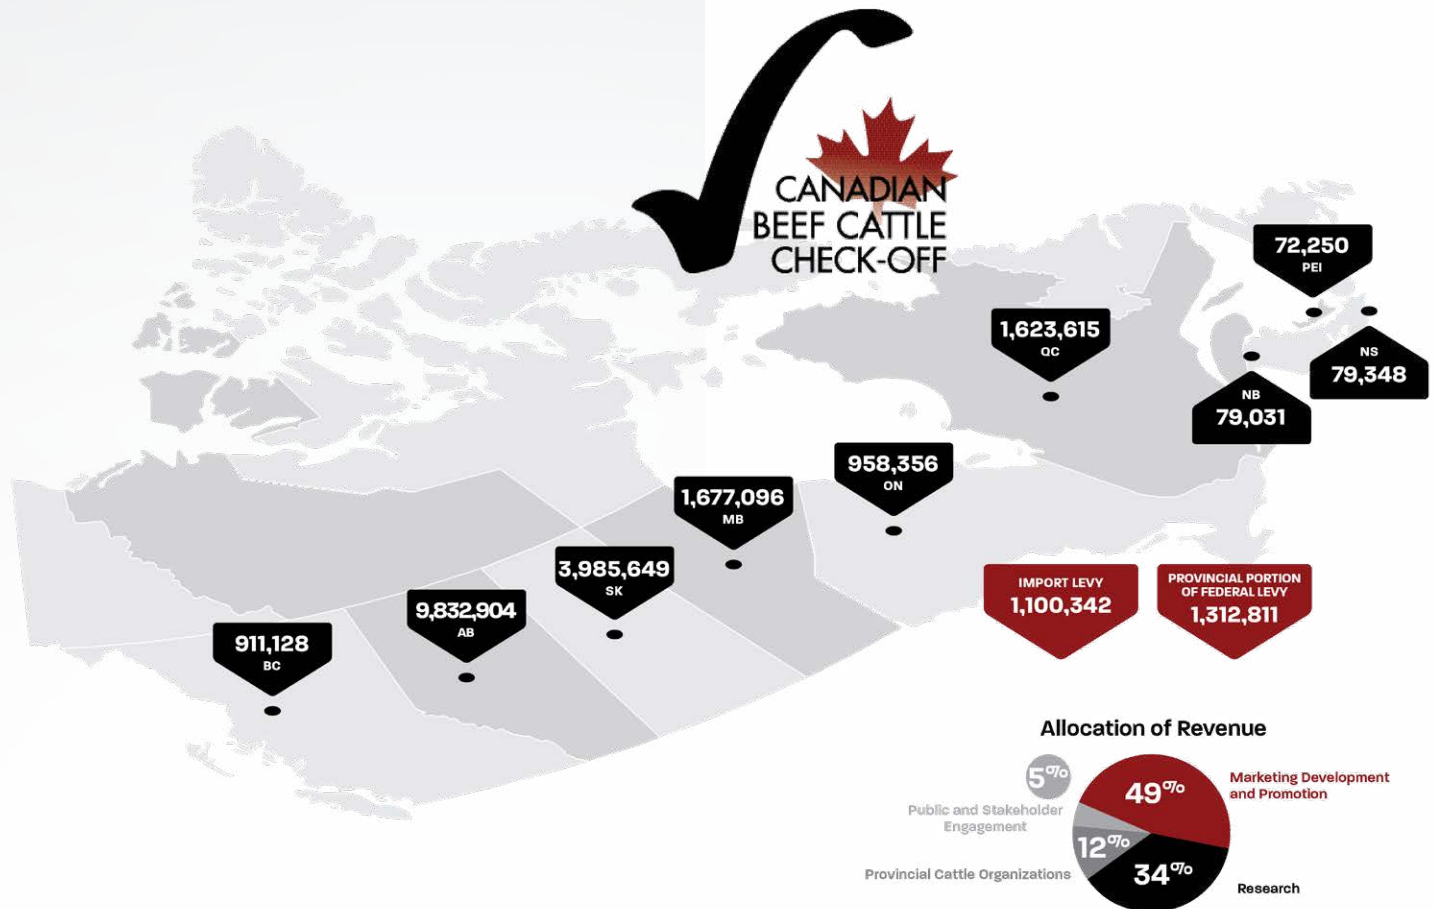 CANADIAN
BEEF CATTLE
CHECK-OFF
72,250
PEI
1,623,615
QC
NS
79,348
NB
79,031
958,356
ON
1,677,096
MB
3,985,649
SK
9,832,904
AB
911,128
BC
IMPORT LEVY
1,100,342
PROVINCIAL PORTION
OF FEDERAL LEVY
1,312,811
Allocation of Revenue
5%
Public and Stakeholder
Engagement
49%
Marketing Development
and Promotion
12%
Provincial Cattle Organizations
34%
Research